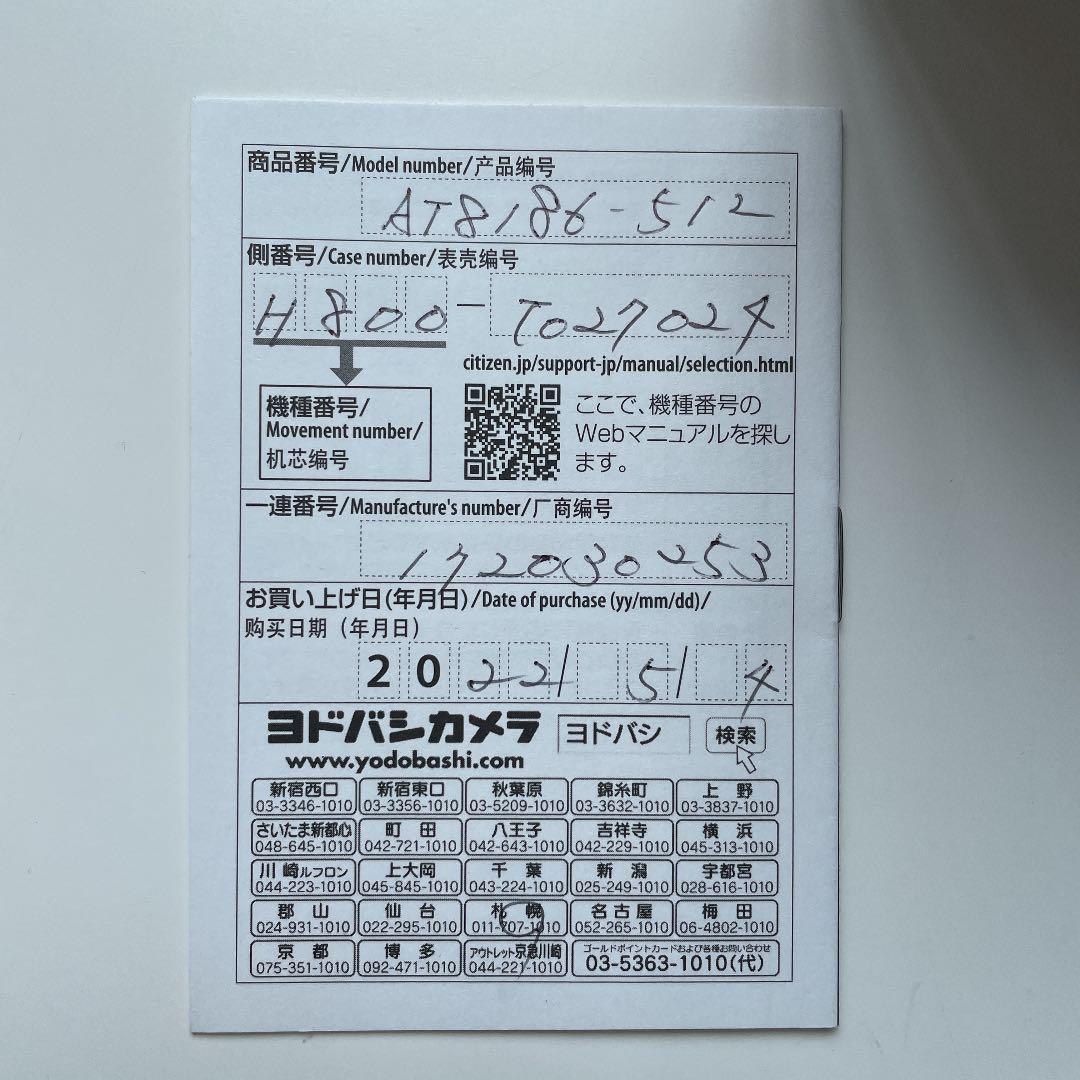 商品番号/Model number/产品编号
AT8186-51L
側番号/Case number/表壳编号
H800-T027024
citizen.jp/support-jp/manual/selection.html
機種番号/
Movement number/
机芯编号
ここで、機種番号の
Webマニュアルを探し
ます。
一連番号/Manufacture's number/厂商编号
172030253
お買い上げ日(年月日)/Date of purchase (yy/mm/dd)/
购买日期(年月日)
2022/ 5/ 4
ヨドバシカメラ ヨドバシ 検索
www.yodobashi.com
新宿西口 新宿東口 秋葉原 錦糸町 上野
03-3346-1010 03-3356-1010 03-5209-1010 03-3632-1010 03-3837-1010
さいたま新都心 町田 八王子 吉祥寺 横浜
048-645-1010 042-721-1010 042-643-1010 042-229-1010 045-313-1010
川崎ルフロン 上大岡 千葉 新潟 宇都宮
044-223-1010 045-845-1010 043-224-1010 025-249-1010 028-616-1010
郡山 仙台 札幌 名古屋 梅田
024-931-1010 022-295-1010 011-707-1010 052-265-1010 06-4802-1010
京都 博多 アウトレット京急川崎 ゴールドポイントカードおよび各種お問い合わせ
075-351-1010 092-471-1010 044-221-1010 03-5363-1010(代)